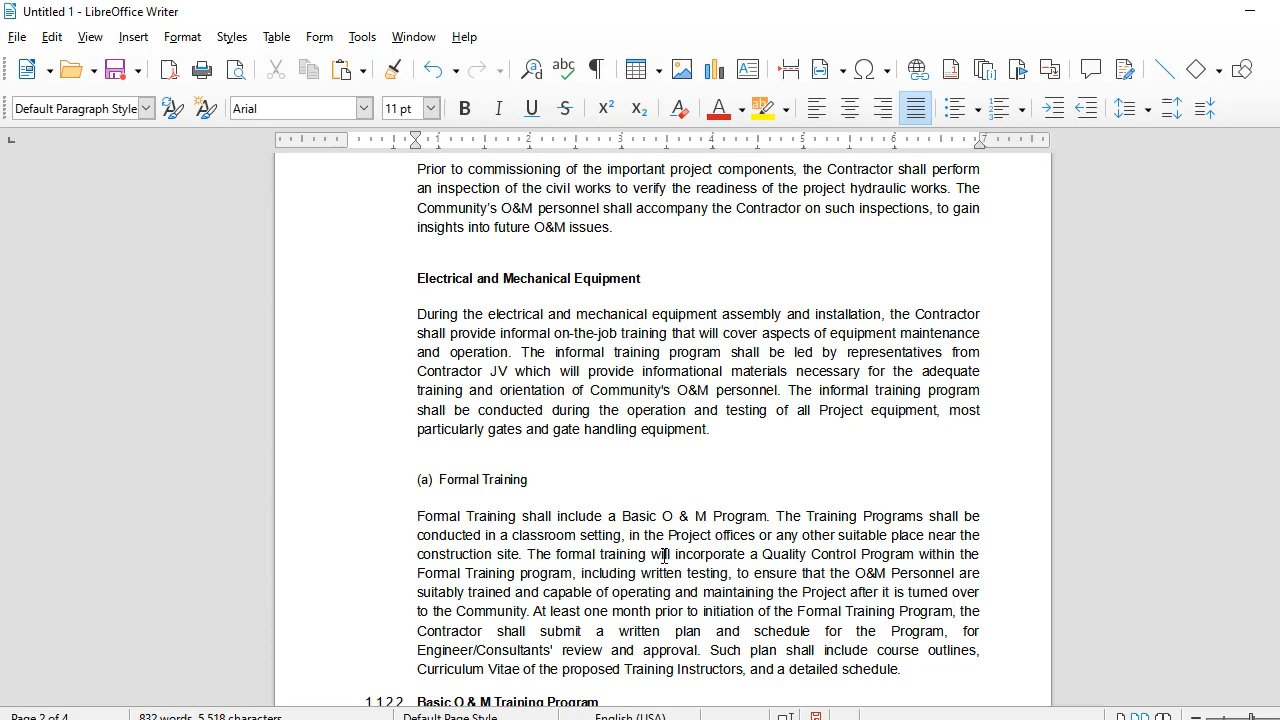 Untitled 1 - LibreOffice Writer
File Edit View Insert Format Styles Table Form Tools Window Help
Default Paragraph Style Arial 11 pt
1 2 3 4 5 6 7
Prior to commissioning of the important project components, the Contractor shall perform
an inspection of the civil works to verify the readiness of the project hydraulic works. The
Community's O&M personnel shall accompany the Contractor on such inspections, to gain
insights into future O&M issues.
Electrical and Mechanical Equipment
During the electrical and mechanical equipment assembly and installation, the Contractor
shall provide informal on-the-job training that will cover aspects of equipment maintenance
and operation. The informal training program shall be led by representatives from
Contractor JV which will provide informational materials necessary for the adequate
training and orientation of Community's O&M personnel. The informal training program
shall be conducted during the operation and testing of all Project equipment, most
particularly gates and gate handling equipment.
(a) Formal Training
Formal Training shall include a Basic O & M Program. The Training Programs shall be
conducted in a classroom setting, in the Project offices or any other suitable place near the
construction site. The formal training will incorporate a Quality Control Program within the
Formal Training program, including written testing, to ensure that the O&M Personnel are
suitably trained and capable of operating and maintaining the Project after it is turned over
to the Community. At least one month prior to initiation of the Formal Training Program, the
Contractor shall submit a written plan and schedule for the Program, for
Engineer/Consultants' review and approval. Such plan shall include course outlines,
Curriculum Vitae of the proposed Training Instructors, and a detailed schedule.
1.1.2.2 Basic O & M Training Program
Page 2 of 4 832 words, 5,518 characters Default Page Style English (USA)